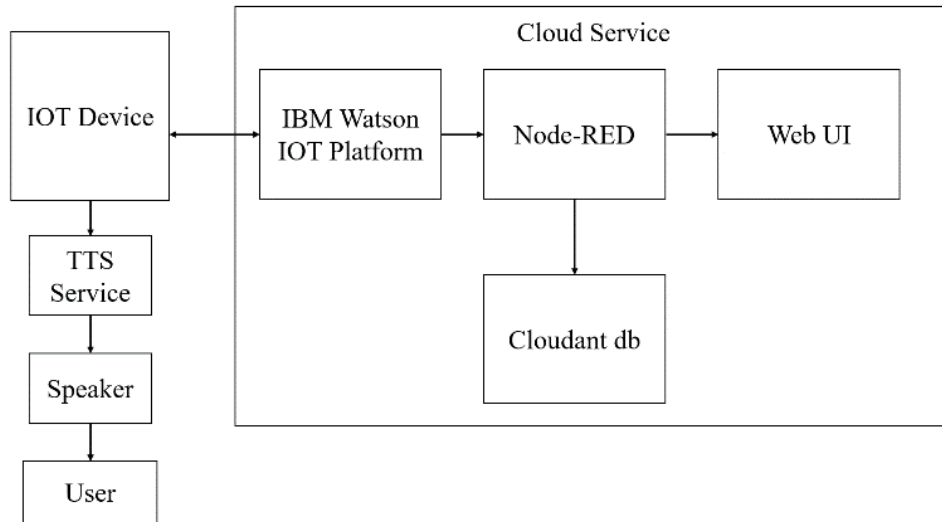 Cloud Service
IOT Device
IBM Watson
IOT Platform
Node-RED
Web UI
TTS
Service
Cloudant db
Speaker
User